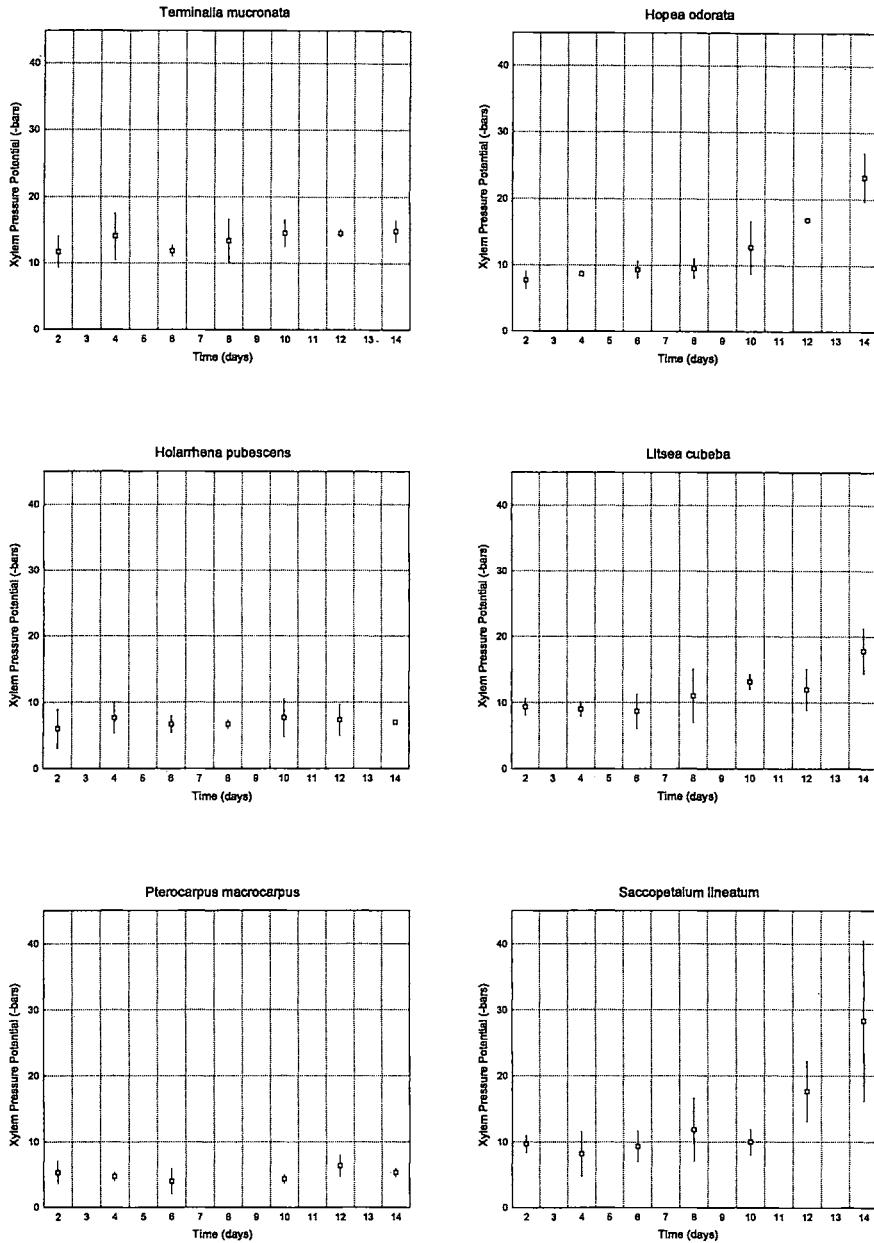 Terminalia mucronata
Xylem Pressure Potential (-bars)
40
30
20
10
0
2 3 4 5 6 7 8 9 10 11 12 13 14
Time (days)
Hopea odorata
Xylem Pressure Potential (-bars)
40
30
20
10
0
2 3 4 5 6 7 8 9 10 11 12 13 14
Time (days)
Holarrhena pubescens
Xylem Pressure Potential (-bars)
40
30
20
10
0
2 3 4 5 6 7 8 9 10 11 12 13 14
Time (days)
Litsea cubeba
Xylem Pressure Potential (-bars)
40
30
20
10
0
2 3 4 5 6 7 8 9 10 11 12 13 14
Time (days)
Pterocarpus macrocarpus
Xylem Pressure Potential (-bars)
40
30
20
10
0
2 3 4 5 6 7 8 9 10 11 12 13 14
Time (days)
Saccopetalum lineatum
Xylem Pressure Potential (-bars)
40
30
20
10
0
2 3 4 5 6 7 8 9 10 11 12 13 14
Time (days)